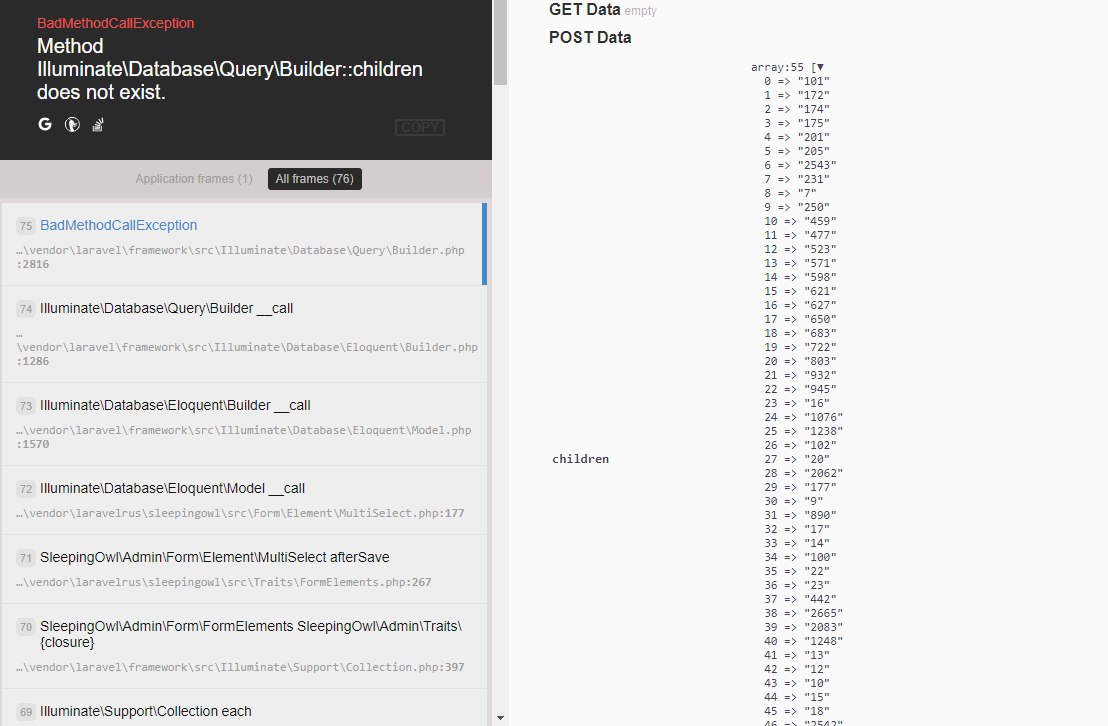 BadMethodCallException
Method
Illuminate\Database\Query\Builder::children
does not exist.
COPY
Application frames (1)
All frames (76)
75 BadMethodCallException
…\vendor\laravel\framework\src\Illuminate\Database\Query\Builder.php
:2816
74 Illuminate\Database\Query\Builder __call
…
\vendor\laravel\framework\src\Illuminate\Database\Eloquent\Builder.php
:1286
73 Illuminate\Database\Eloquent\Builder __call
…\vendor\laravel\framework\src\Illuminate\Database\Eloquent\Model.php
:1570
72 Illuminate\Database\Eloquent\Model __call
…\vendor\laravelrus\sleepingowl\src\Form\Element\MultiSelect.php:177
71 SleepingOwl\Admin\Form\Element\MultiSelect afterSave
…\vendor\laravelrus\sleepingowl\src\Traits\FormElements.php:267
70 SleepingOwl\Admin\Form\FormElements SleepingOwl\Admin\Traits\
{closure}
…\vendor\laravel\framework\src\Illuminate\Support\Collection.php:397
69 Illuminate\Support\Collection each
GET Data empty
POST Data
children
array:55 [▼
0 => "101"
1 => "172"
2 => "174"
3 => "175"
4 => "201"
5 => "205"
6 => "2543"
7 => "231"
8 => "7"
9 => "250"
10 => "459"
11 => "477"
12 => "523"
13 => "571"
14 => "598"
15 => "621"
16 => "627"
17 => "650"
18 => "683"
19 => "722"
20 => "803"
21 => "932"
22 => "945"
23 => "16"
24 => "1076"
25 => "1238"
26 => "102"
27 => "20"
28 => "2062"
29 => "177"
30 => "9"
31 => "890"
32 => "17"
33 => "14"
34 => "100"
35 => "22"
36 => "23"
37 => "442"
38 => "2665"
39 => "2083"
40 => "1248"
41 => "13"
42 => "12"
43 => "10"
44 => "15"
45 => "18"
46 => "2542"